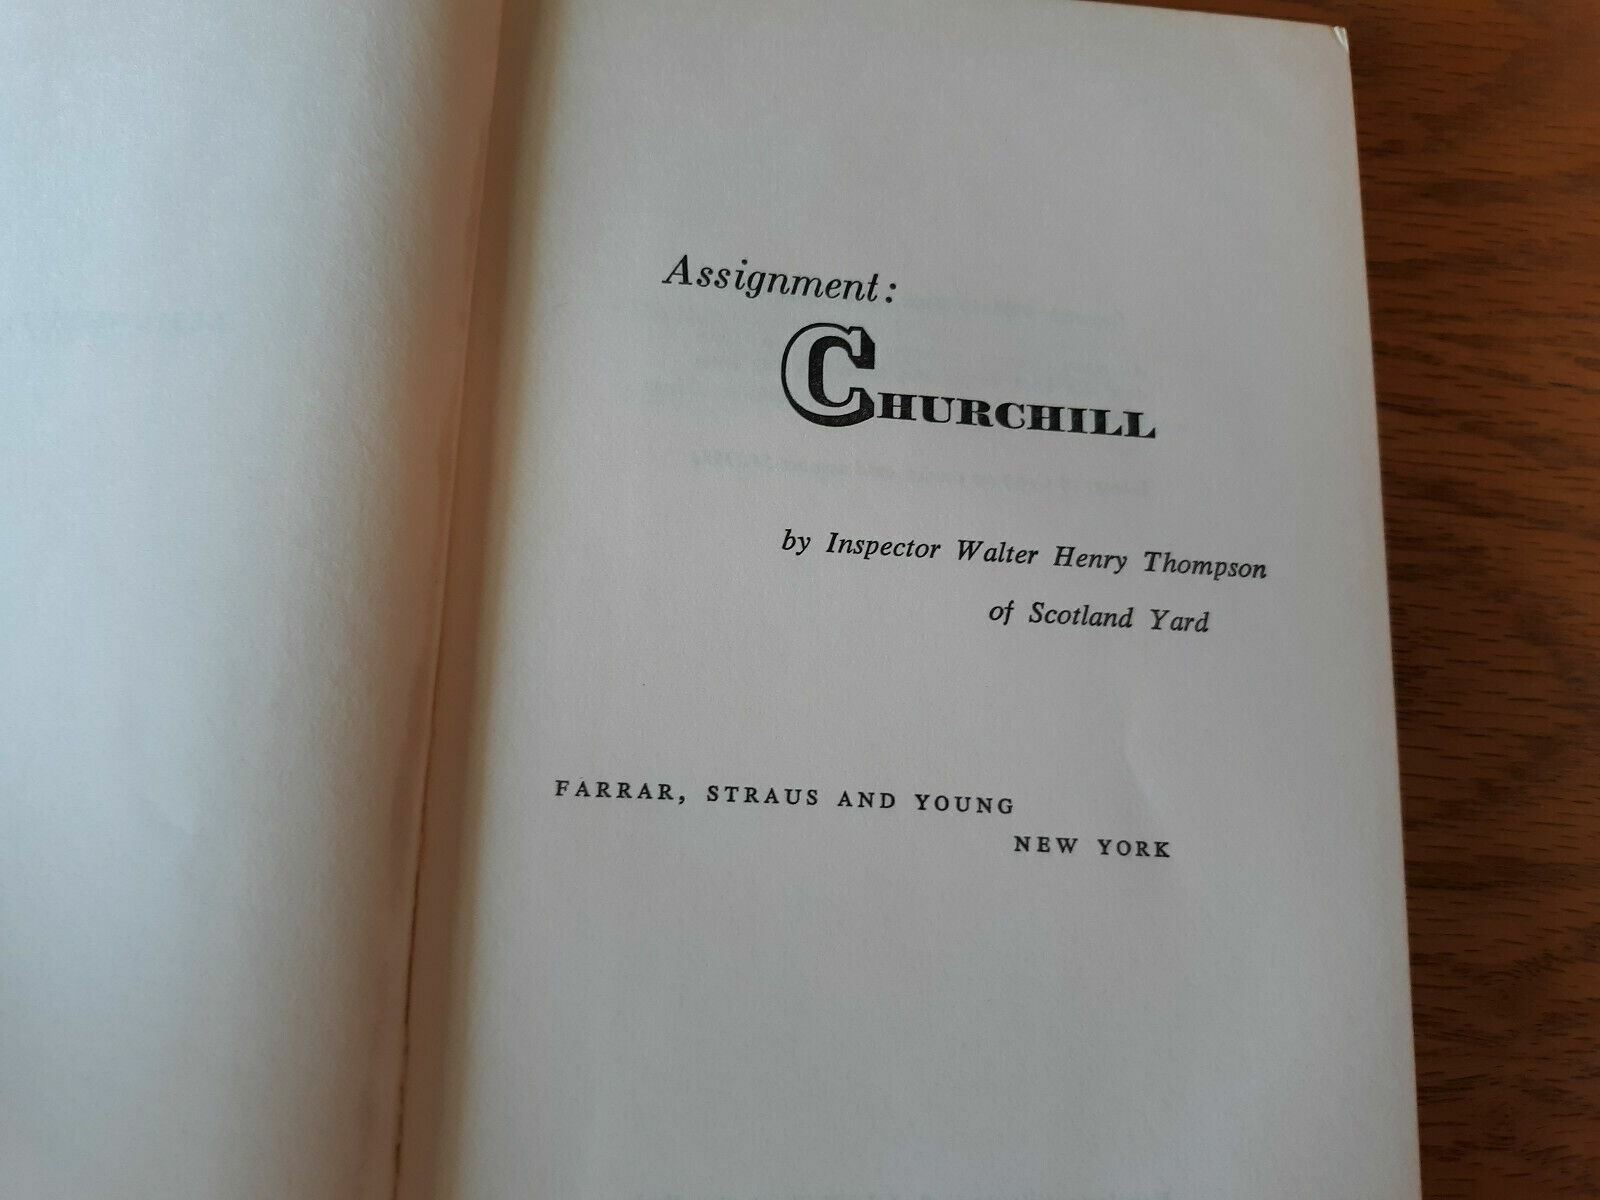 Assignment:
CHURCHILL
by Inspector Walter Henry Thompson
of Scotland Yard
FARRAR, STRAUS AND YOUNG
NEW YORK